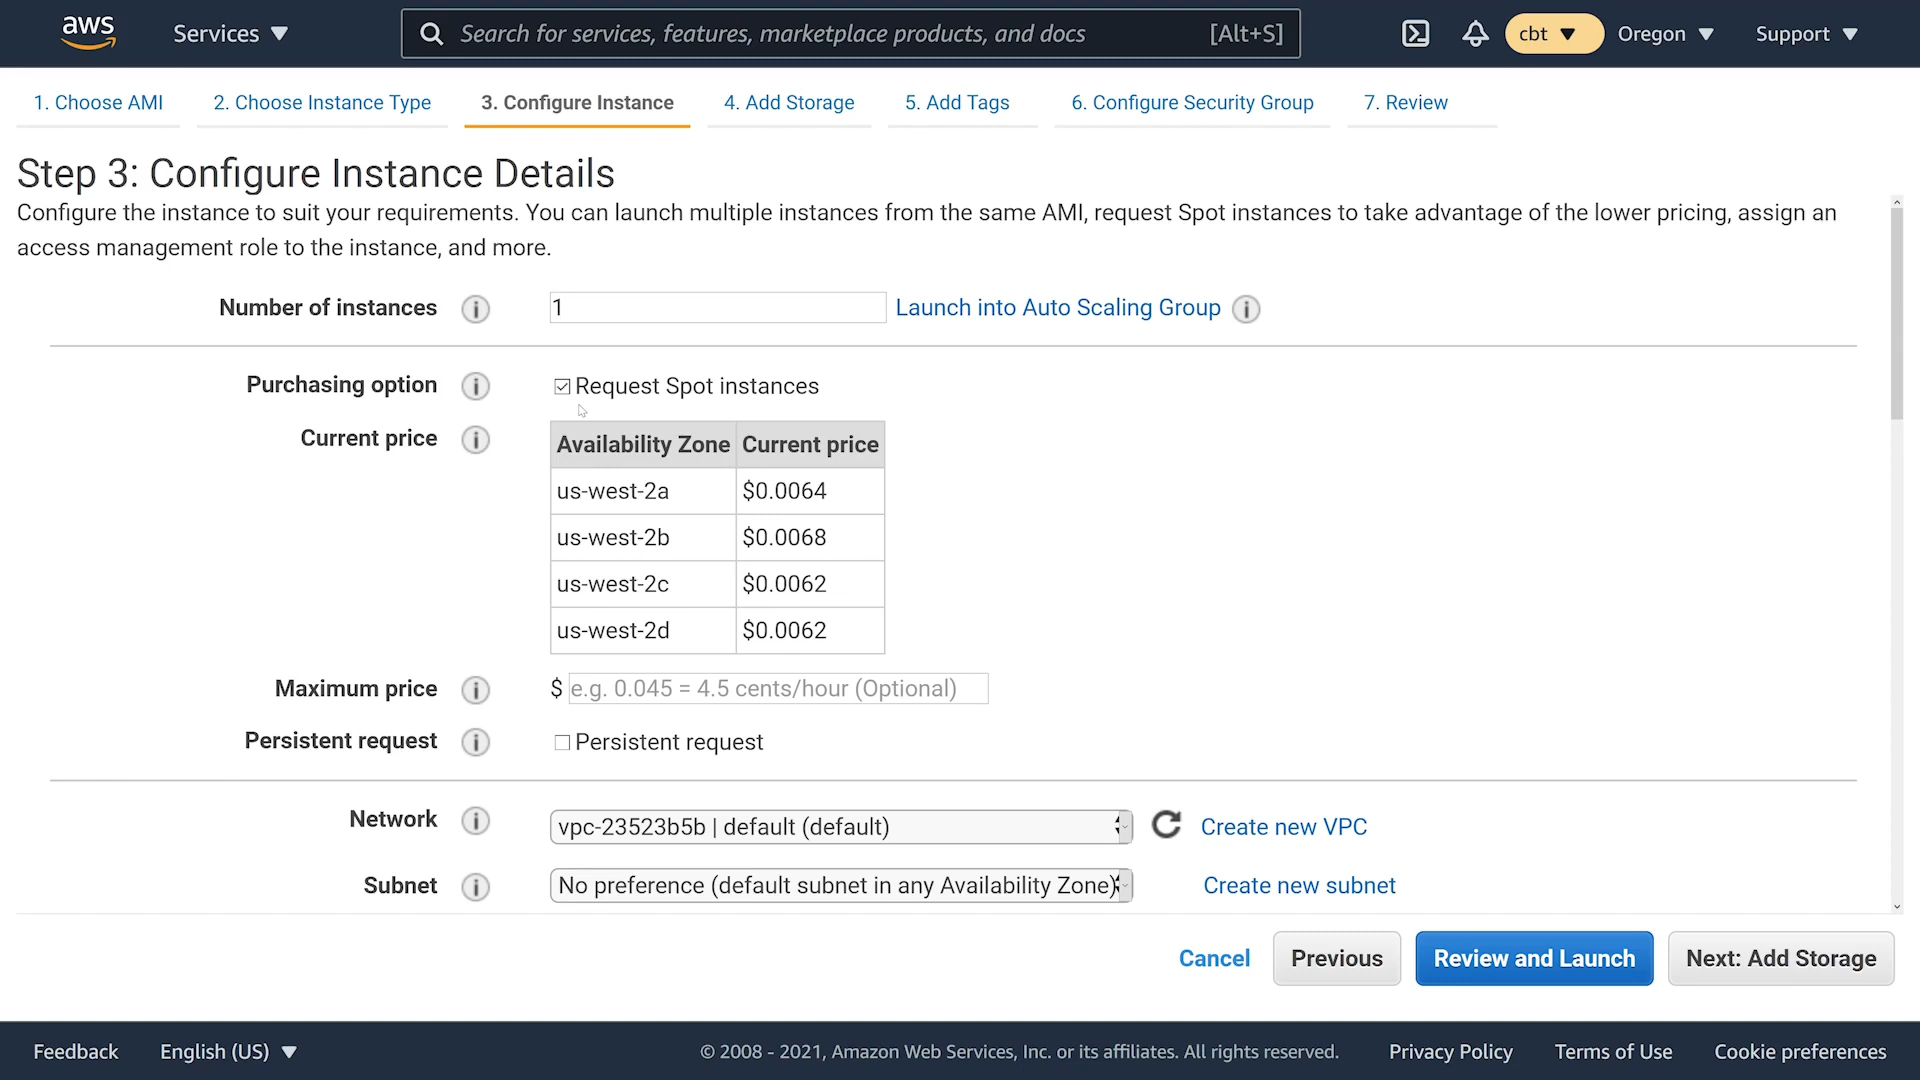 aws Services Search for services, features, marketplace products, and docs [Alt+S] cbt Oregon Support
1. Choose AMI 2. Choose Instance Type 3. Configure Instance 4. Add Storage 5. Add Tags 6. Configure Security Group 7. Review
Step 3: Configure Instance Details
Configure the instance to suit your requirements. You can launch multiple instances from the same AMI, request Spot instances to take advantage of the lower pricing, assign an
access management role to the instance, and more.
Number of instances i 1 Launch into Auto Scaling Group i
Purchasing option i Request Spot instances
Current price i
Availability Zone Current price
us-west-2a $0.0064
us-west-2b $0.0068
us-west-2c $0.0062
us-west-2d $0.0062
Maximum price i $ e.g. 0.045 = 4.5 cents/hour (Optional)
Persistent request i Persistent request
Network i vpc-23523b5b | default (default) Create new VPC
Subnet i No preference (default subnet in any Availability Zone) Create new subnet
Cancel Previous Review and Launch Next: Add Storage
Feedback English (US) © 2008 - 2021, Amazon Web Services, Inc. or its affiliates. All rights reserved. Privacy Policy Terms of Use Cookie preferences